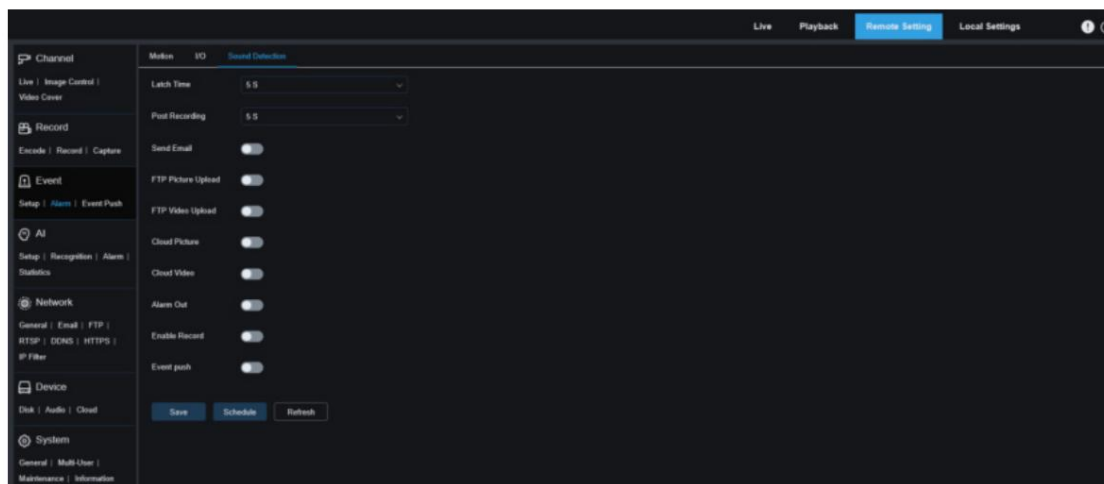 Live Playback Remote Setting Local Settings
Channel
Live | Image Control |
Video Cover
Record
Encode | Record | Capture
Event
Setup | Alarm | Event Push
AI
Setup | Recognition | Alarm |
Statistics
Network
General | Email | FTP |
RTSP | DDNS | HTTPS |
IP Filter
Device
Disk | Audio | Cloud
System
General | Multi-User |
Maintenance | Information
Motion I/O Sound Detection
Latch Time 5 S
Post Recording 5 S
Send Email
FTP Picture Upload
FTP Video Upload
Cloud Picture
Cloud Video
Alarm Out
Enable Record
Event push
Save Schedule Refresh